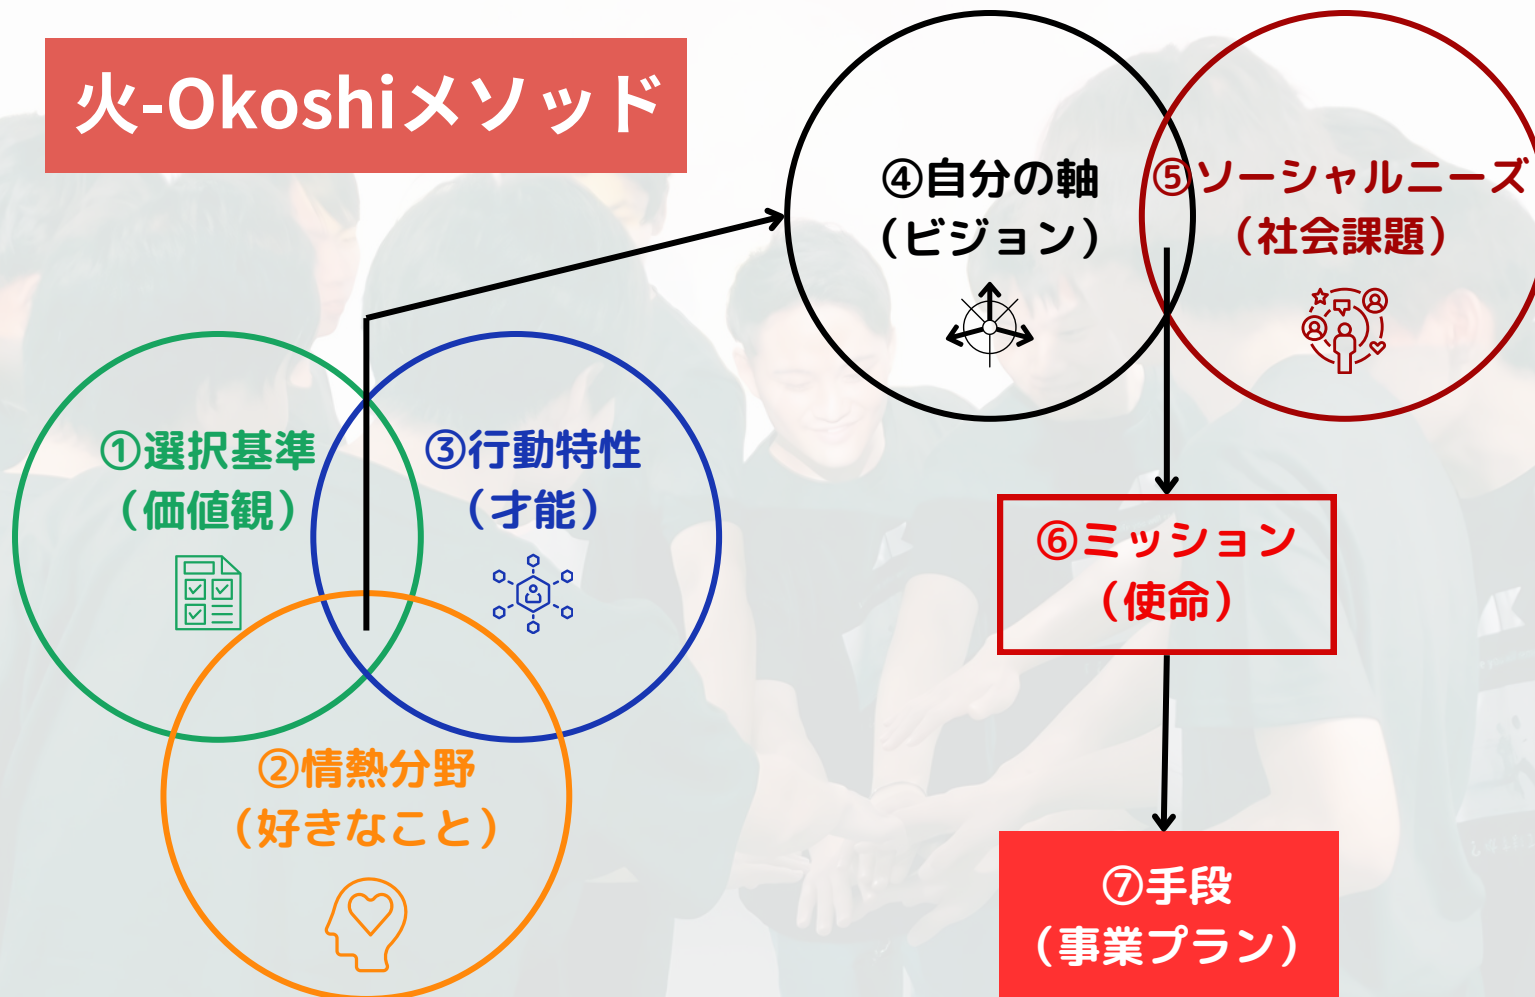 火-Okoshiメソッド
①選択基準
（価値観）
③行動特性
（才能）
②情熱分野
（好きなこと）
④自分の軸
（ビジョン）
⑤ソーシャルニーズ
（社会課題）
⑥ミッション
（使命）
⑦手段
（事業プラン）